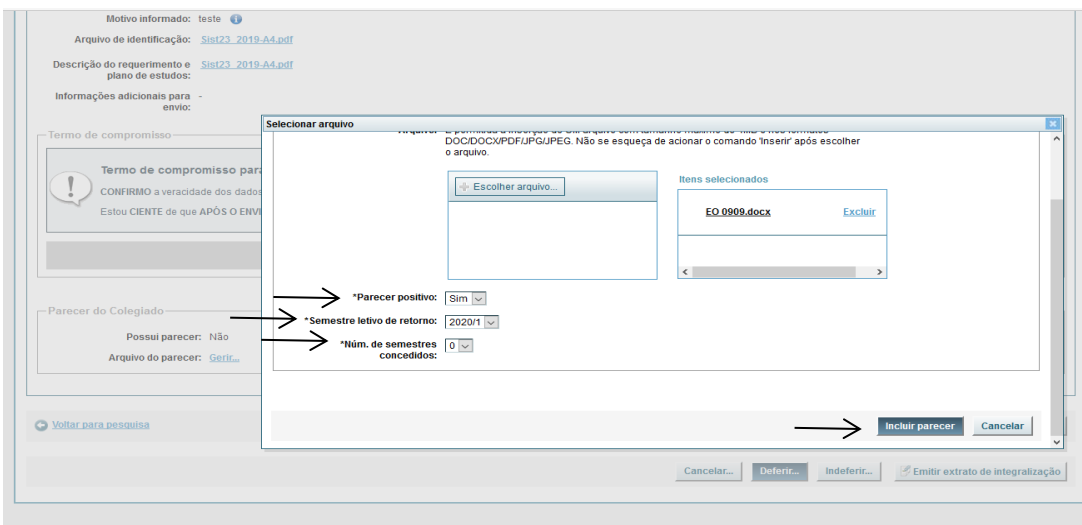 Motivo informado: teste
Arquivo de identificação: Sist23_2019-A4.pdf
Descrição do requerimento e Sist23_2019-A4.pdf
plano de estudos:
Informações adicionais para -
envio:
Termo de compromisso
Termo de compromisso para
CONFIRMO a veracidade dos dados
Estou CIENTE de que APÓS O ENVI
Parecer do Colegiado
Possui parecer: Não
Arquivo do parecer: Gerir...
Selecionar arquivo
DOC/DOCX/PDF/JPG/JPEG. Não se esqueça de acionar o comando 'Inserir' após escolher
o arquivo.
Escolher arquivo...
Itens selecionados
EO 0909.docx Excluir
*Parecer positivo: Sim
*Semestre letivo de retorno: 2020/1
*Núm. de semestres 0
concedidos:
Incluir parecer Cancelar
Voltar para pesquisa
Cancelar... Deferir... Indeferir... Emitir extrato de integralização